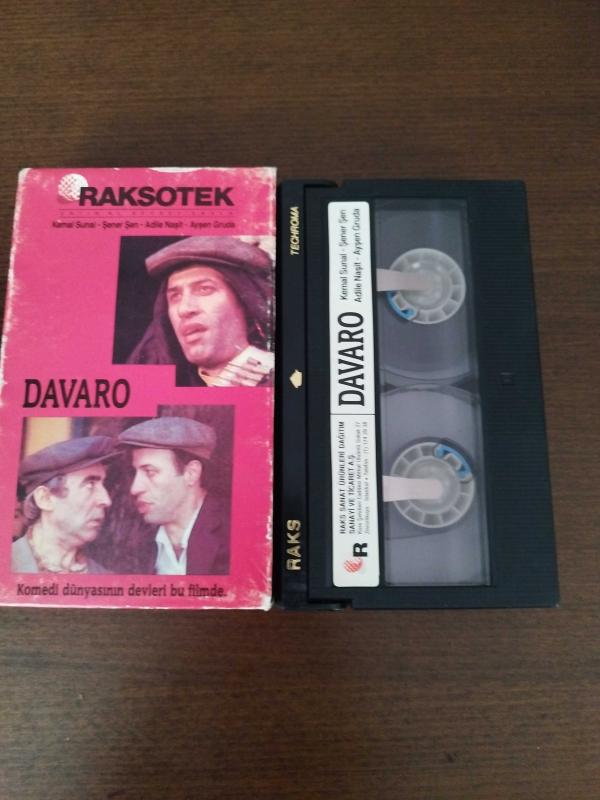 RAKSOTEK
Kemal Sunal - Şener Şen - Adile Naşit - Ayşen Gruda
DAVARO
Komedi dünyasının devleri bu filmde.
TECHROMA
RAKS
Kemal Sunal - Şener Şen
Adile Naşit - Ayşen Gruda
DAVARO
RAKS SANAT ÜRÜNLERİ DAĞITIM
SANAYİ VE TİCARET A.Ş.
R